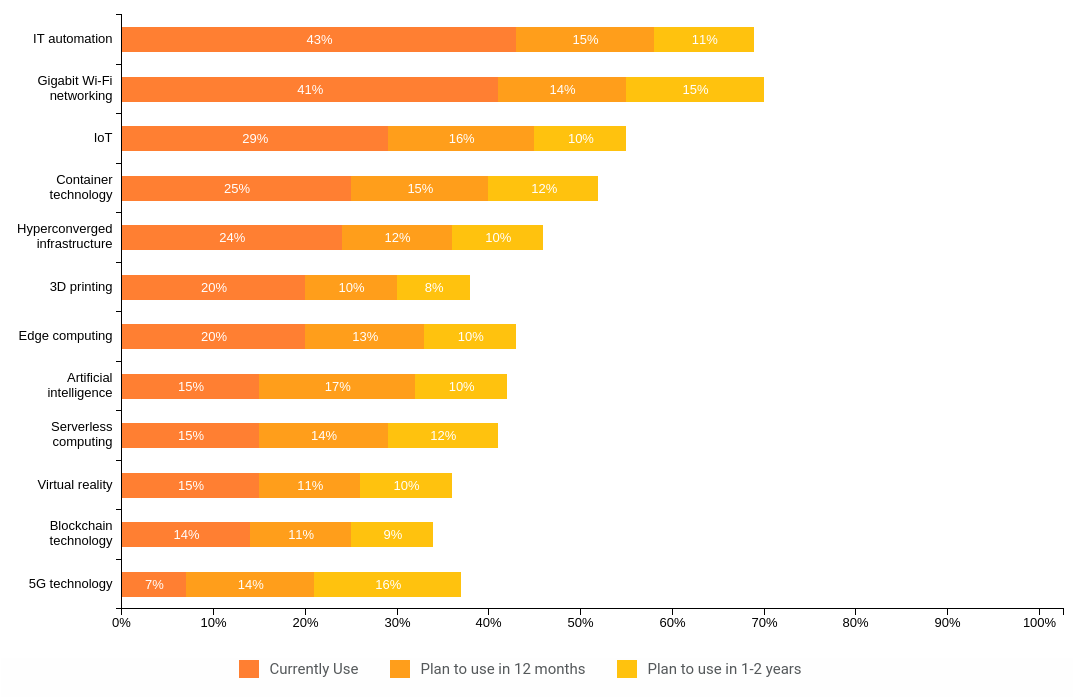 IT automation
43% 15% 11%
Gigabit Wi-Fi
networking
41% 14% 15%
IoT
29% 16% 10%
Container
technology
25% 15% 12%
Hyperconverged
infrastructure
24% 12% 10%
3D printing
20% 10% 8%
Edge computing
20% 13% 10%
Artificial
intelligence
15% 17% 10%
Serverless
computing
15% 14% 12%
Virtual reality
15% 11% 10%
Blockchain
technology
14% 11% 9%
5G technology
7% 14% 16%
0% 10% 20% 30% 40% 50% 60% 70% 80% 90% 100%
Currently Use Plan to use in 12 months Plan to use in 1-2 years